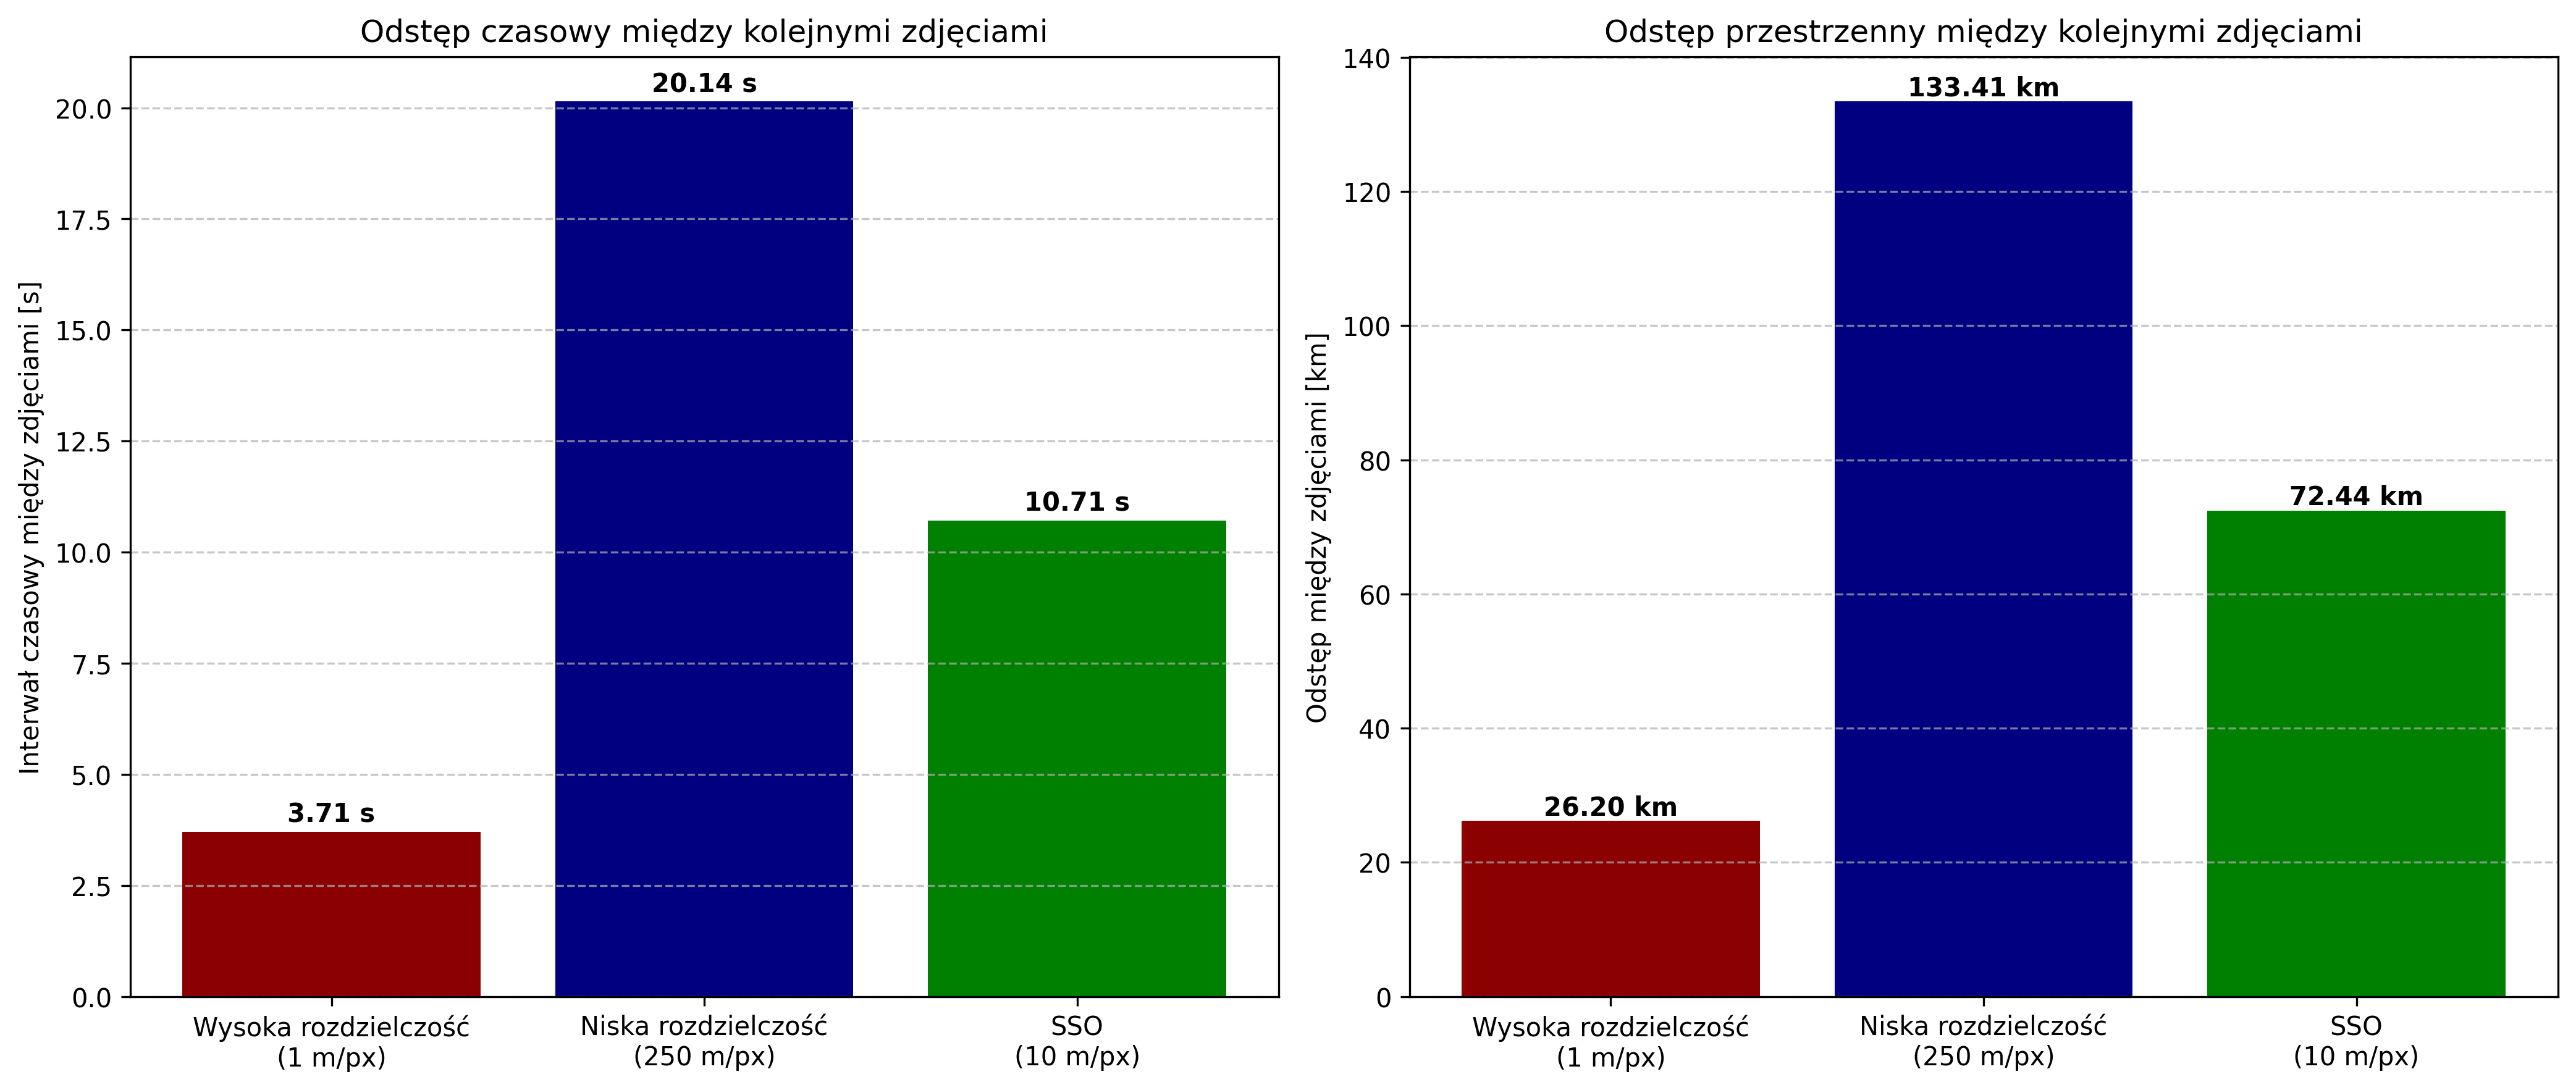 Odstęp czasowy między kolejnymi zdjęciami
Interwał czasowy między zdjęciami [s]
20.0
17.5
15.0
12.5
10.0
7.5
5.0
2.5
0.0
3.71 s
20.14 s
10.71 s
Wysoka rozdzielczość
(1 m/px)
Niska rozdzielczość
(250 m/px)
SSO
(10 m/px)
Odstęp przestrzenny między kolejnymi zdjęciami
Odstęp między zdjęciami [km]
140
120
100
80
60
40
20
0
26.20 km
133.41 km
72.44 km
Wysoka rozdzielczość
(1 m/px)
Niska rozdzielczość
(250 m/px)
SSO
(10 m/px)